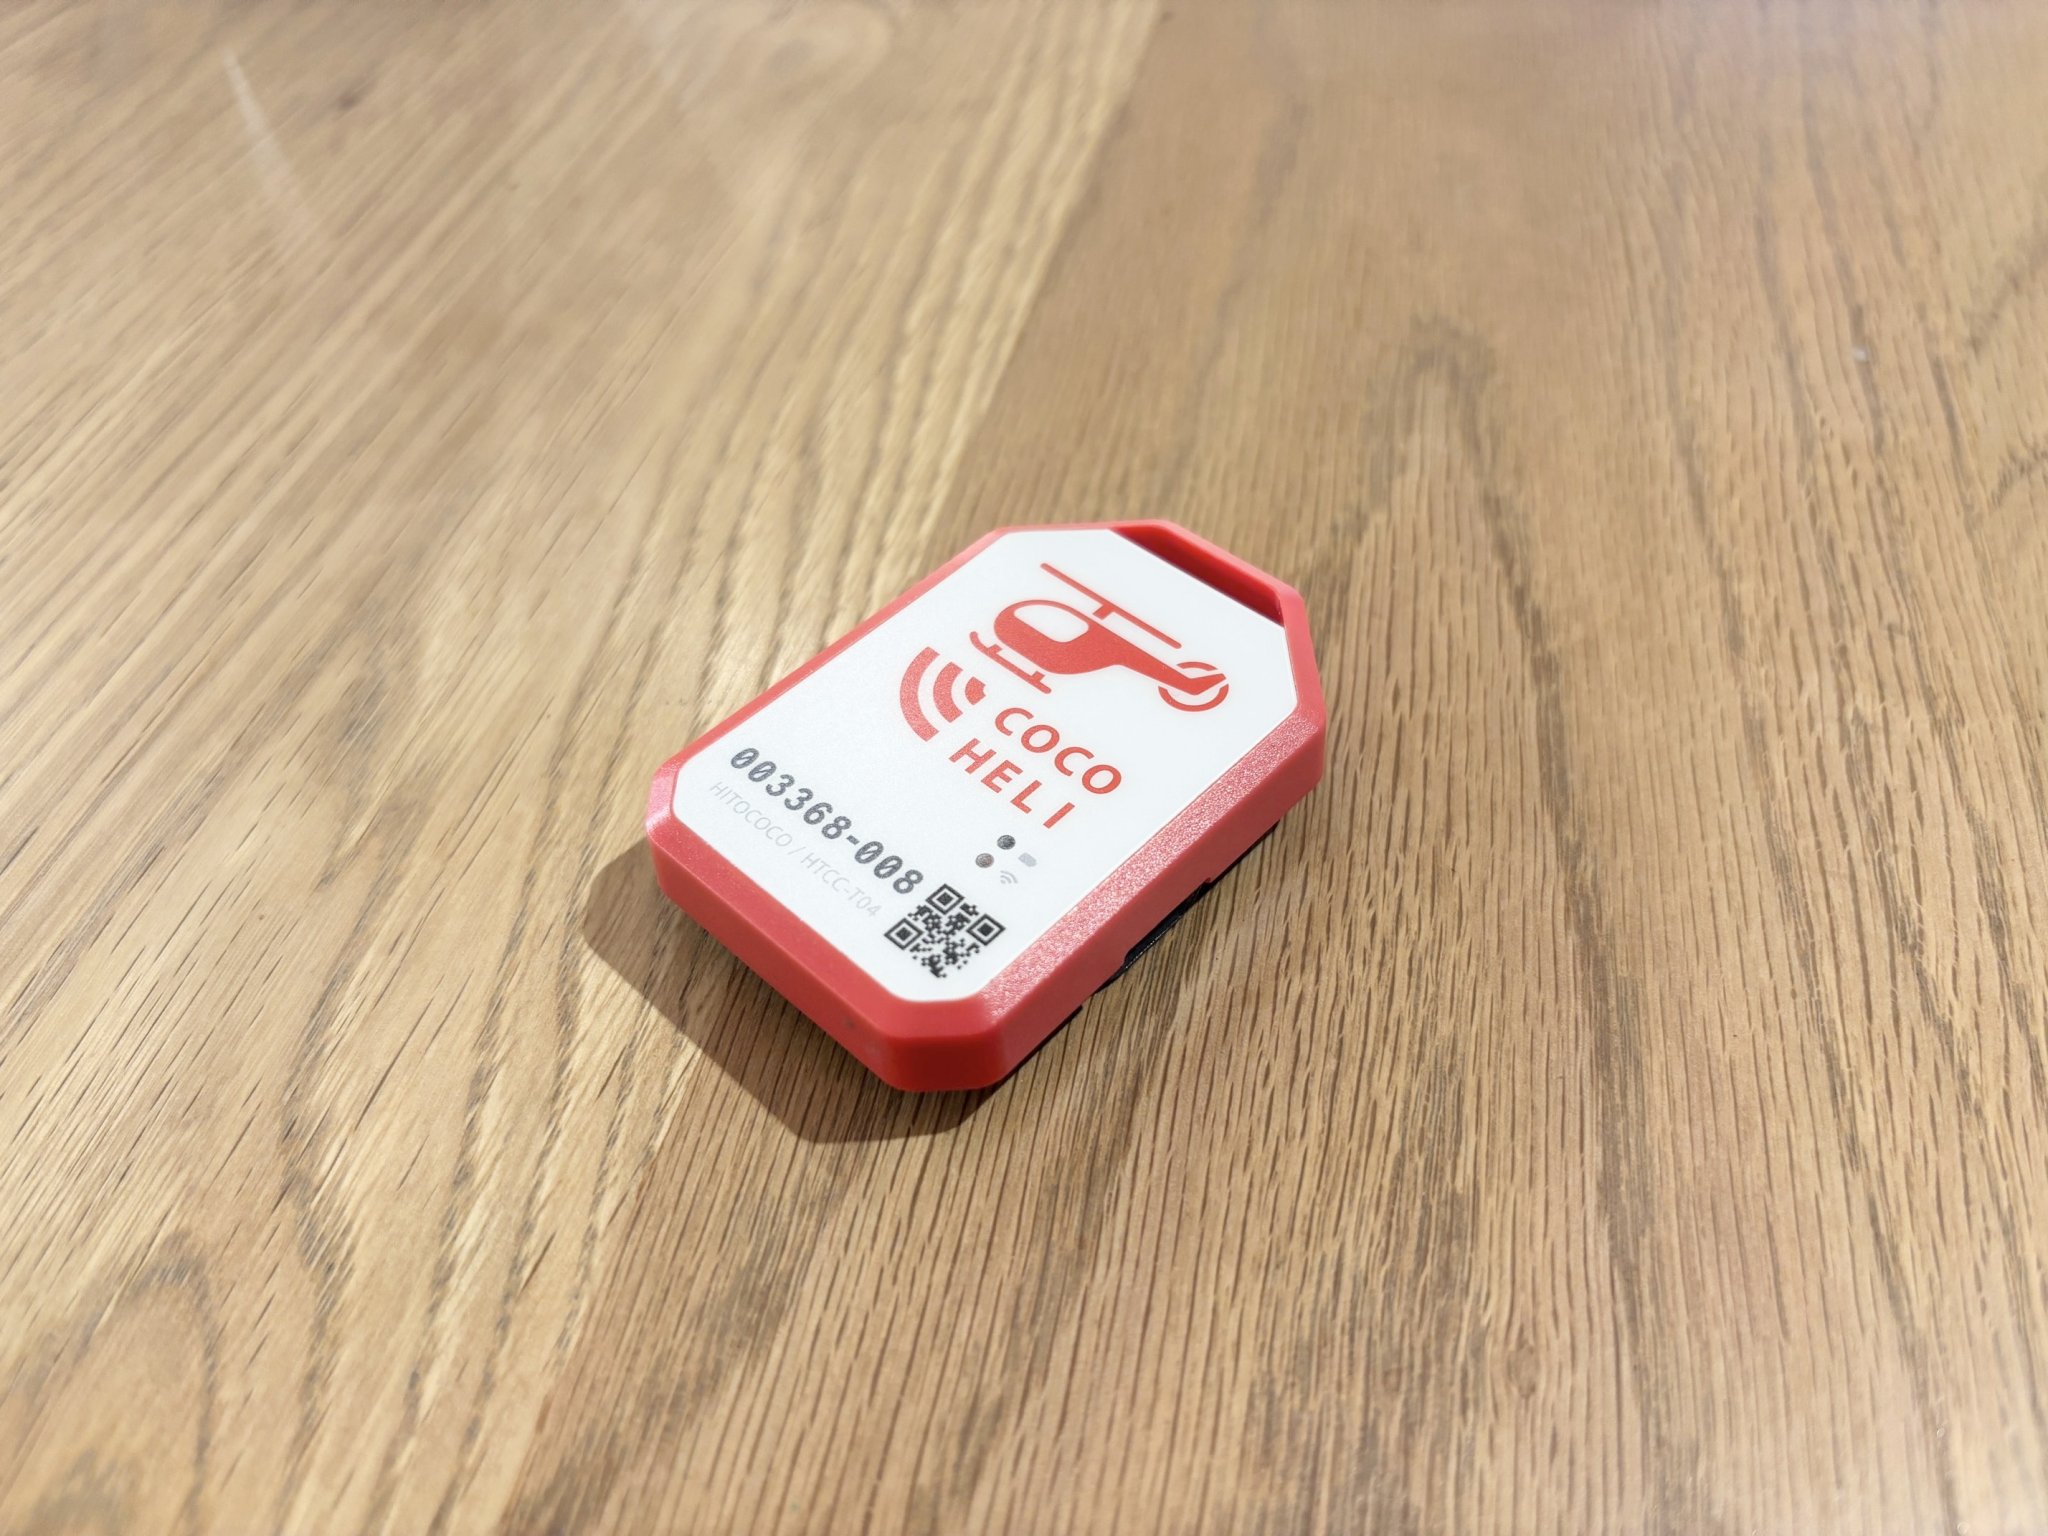 COCO
HELI
003368-008
HITOCOCO / HTCC-T04